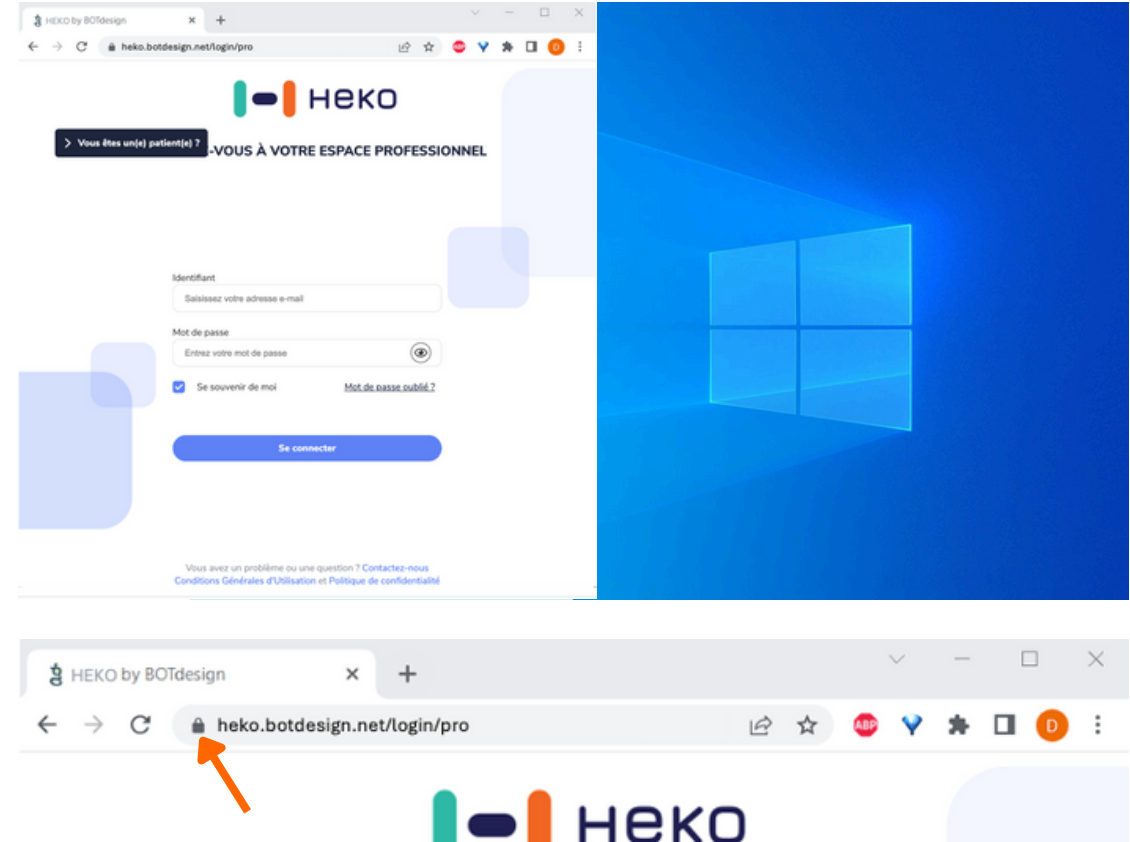 HEKO by BOTdesign
heko.botdesign.net/login/pro
ABP
D
HEKO
Vous êtes un(e) patient(e) ?
-VOUS À VOTRE ESPACE PROFESSIONNEL
Identifiant
Saisissez votre adresse e-mail
Mot de passe
Entrez votre mot de passe
Se souvenir de moi
Mot de passe oublié ?
Se connecter
Vous avez un problème ou une question ? Contactez-nous
Conditions Générales d'Utilisation et Politique de confidentialité
HEKO by BOTdesign
heko.botdesign.net/login/pro
ABP
D
HEKO